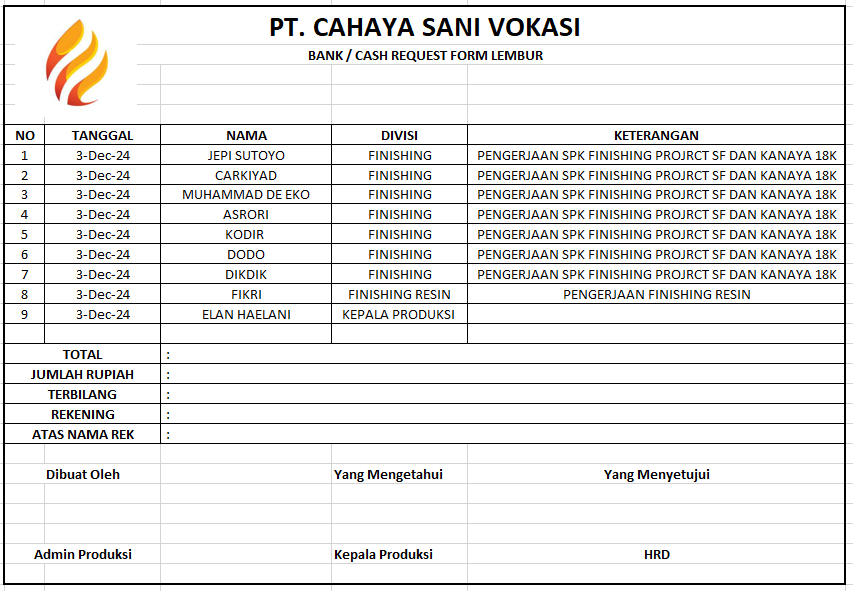 PT. CAHAYA SANI VOKASI
BANK / CASH REQUEST FORM LEMBUR
NO TANGGAL NAMA DIVISI KETERANGAN
1 3-Dec-24 JEPI SUTOYO FINISHING PENGERJAAN SPK FINISHING PROJRCT SF DAN KANAYA 18K
2 3-Dec-24 CARKIYAD FINISHING PENGERJAAN SPK FINISHING PROJRCT SF DAN KANAYA 18K
3 3-Dec-24 MUHAMMAD DE EKO FINISHING PENGERJAAN SPK FINISHING PROJRCT SF DAN KANAYA 18K
4 3-Dec-24 ASRORI FINISHING PENGERJAAN SPK FINISHING PROJRCT SF DAN KANAYA 18K
5 3-Dec-24 KODIR FINISHING PENGERJAAN SPK FINISHING PROJRCT SF DAN KANAYA 18K
6 3-Dec-24 DODO FINISHING PENGERJAAN SPK FINISHING PROJRCT SF DAN KANAYA 18K
7 3-Dec-24 DIKDIK FINISHING PENGERJAAN SPK FINISHING PROJRCT SF DAN KANAYA 18K
8 3-Dec-24 FIKRI FINISHING RESIN PENGERJAAN FINISHING RESIN
9 3-Dec-24 ELAN HAELANI KEPALA PRODUKSI
TOTAL :
JUMLAH RUPIAH :
TERBILANG :
REKENING :
ATAS NAMA REK :
Dibuat Oleh Yang Mengetahui Yang Menyetujui
Admin Produksi Kepala Produksi HRD